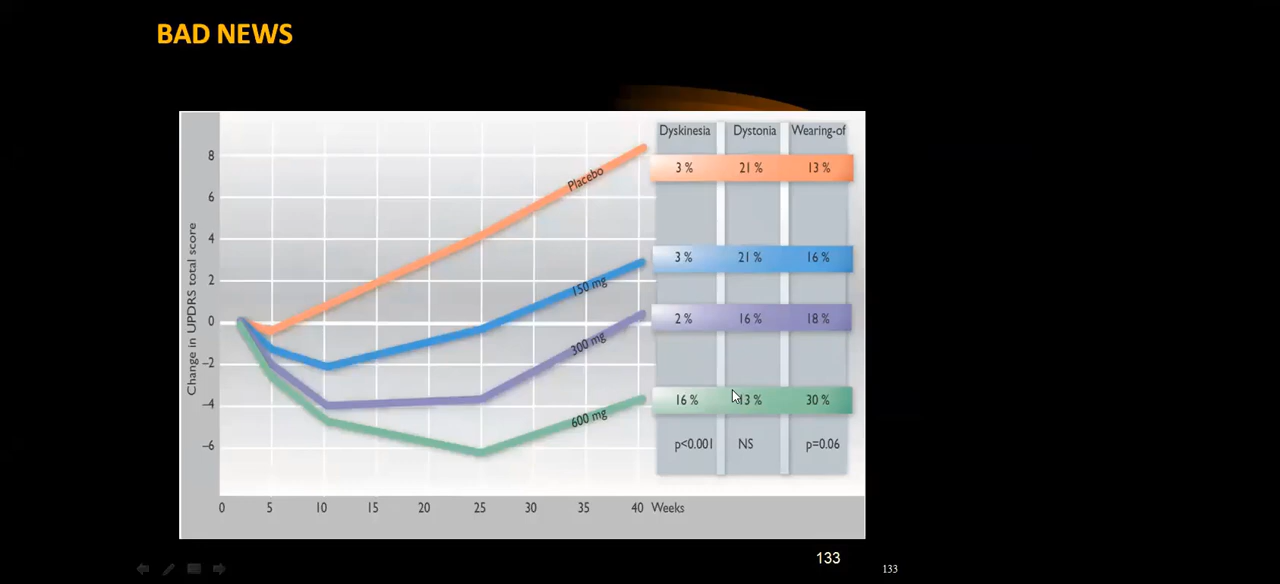 BAD NEWS
Dyskinesia Dystonia Wearing-of
8
3 % 21 % 13 %
Placebo
6
4
3 % 21 % 16 %
2
150 mg
0
2 % 16 % 18 %
300 mg
−2
−4
16 % 13 % 30 %
600 mg
−6
p<0.001 NS p=0.06
Change in UPDRS total score
0 5 10 15 20 25 30 35 40 Weeks
133
133